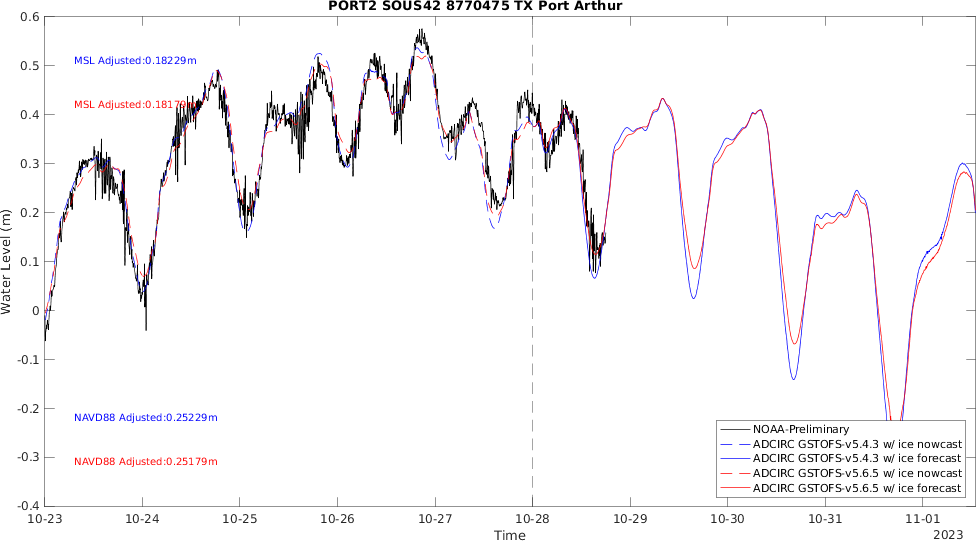 PORT2 SOUS42 8770475 TX Port Arthur
0.6
0.5
0.4
0.3
0.2
0.1
0
-0.1
-0.2
-0.3
-0.4
Water Level (m)
MSL Adjusted:0.18229m
MSL Adjusted:0.18179m
NAVD88 Adjusted:0.25229m
NAVD88 Adjusted:0.25179m
NOAA-Preliminary
ADCIRC GSTOFS-v5.4.3 w/ ice nowcast
ADCIRC GSTOFS-v5.4.3 w/ ice forecast
ADCIRC GSTOFS-v5.6.5 w/ ice nowcast
ADCIRC GSTOFS-v5.6.5 w/ ice forecast
10-23 10-24 10-25 10-26 10-27 10-28 10-29 10-30 10-31 11-01
Time
2023